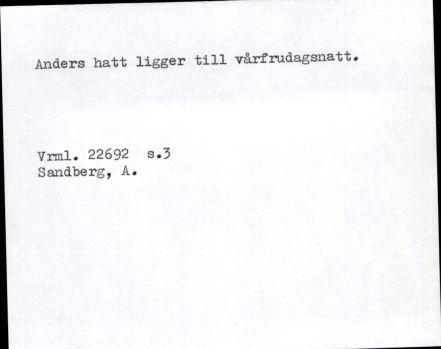 Anders hatt ligger till vårfrudagsnatt.
Vrml. 22692 s.3
Sandberg, A.